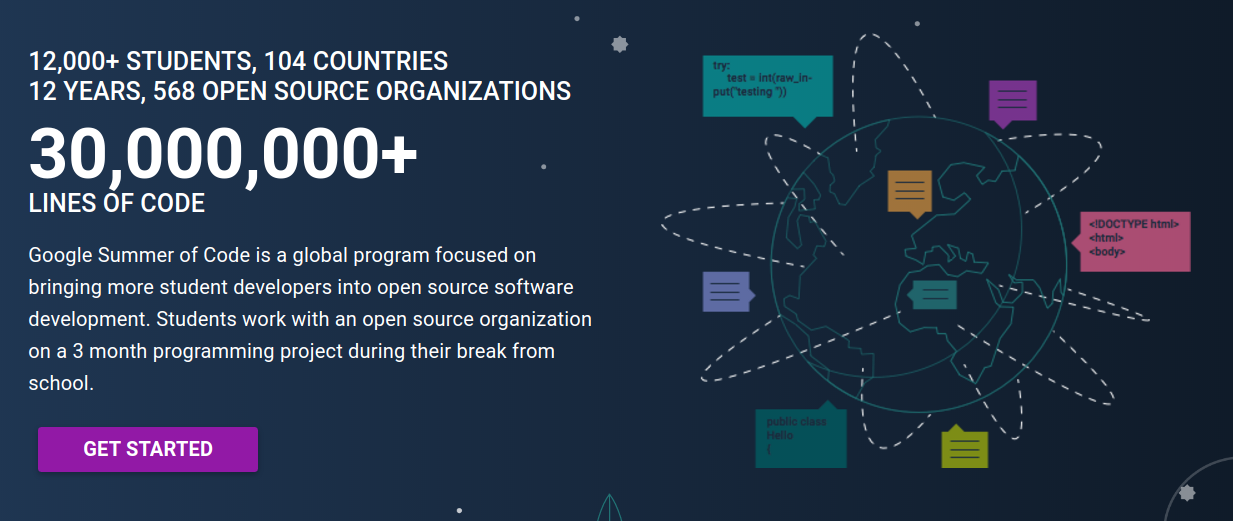 12,000+ STUDENTS, 104 COUNTRIES
12 YEARS, 568 OPEN SOURCE ORGANIZATIONS
30,000,000+
LINES OF CODE
Google Summer of Code is a global program focused on
bringing more student developers into open source software
development. Students work with an open source organization
on a 3 month programming project during their break from
school.
GET STARTED
try:
test = int(raw_in-
put("testing "))
<!DOCTYPE html>
<html>
<body>
public class
Hello
{